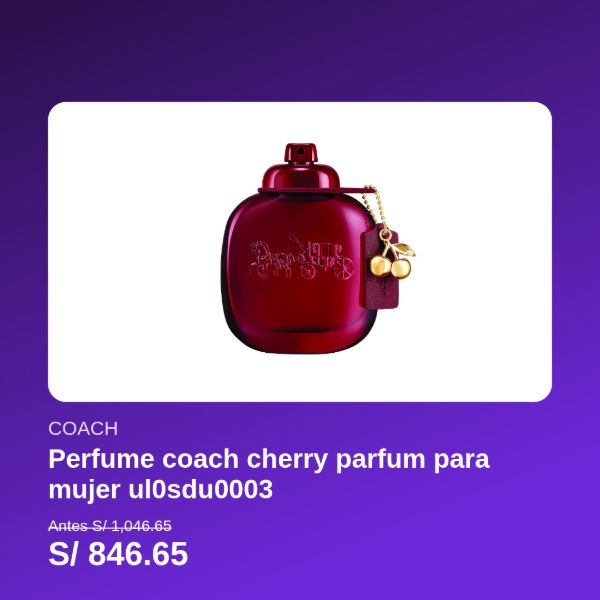 COACH
Perfume coach cherry parfum para
mujer ul0sdu0003
Antes S/ 1,046.65
S/ 846.65